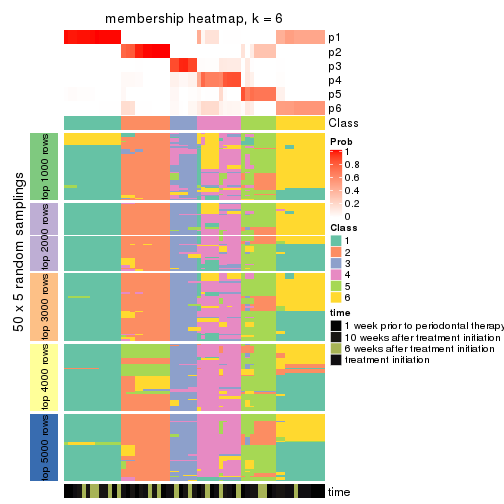 membership heatmap, k = 6
p1
p2
p3
p4
p5
p6
Class
50 x 5 random samplings
top 1000 rows
top 2000 rows
top 3000 rows
top 4000 rows
top 5000 rows
time
Prob
1
0.8
0.6
0.4
0.2
0
Class
1
2
3
4
5
6
time
1 week prior to periodontal therapy
10 weeks after treatment initiation
6 weeks after treatment initiation
treatment initiation